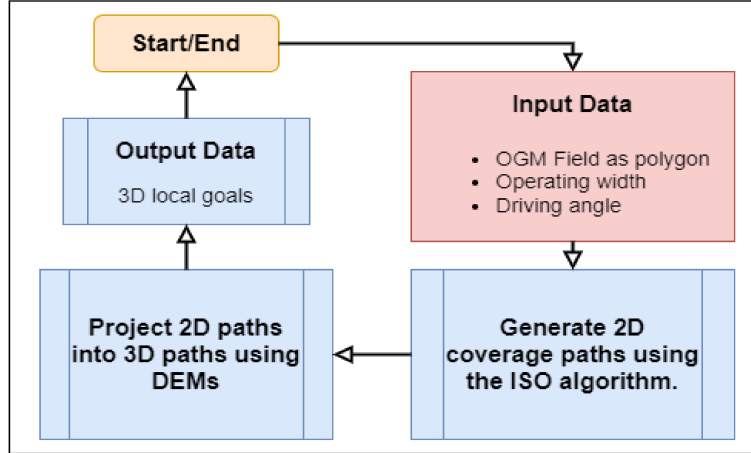 Start/End
Input Data
• OGM Field as polygon
• Operating width
• Driving angle
Generate 2D
coverage paths using
the ISO algorithm.
Project 2D paths
into 3D paths using
DEMs
Output Data
3D local goals